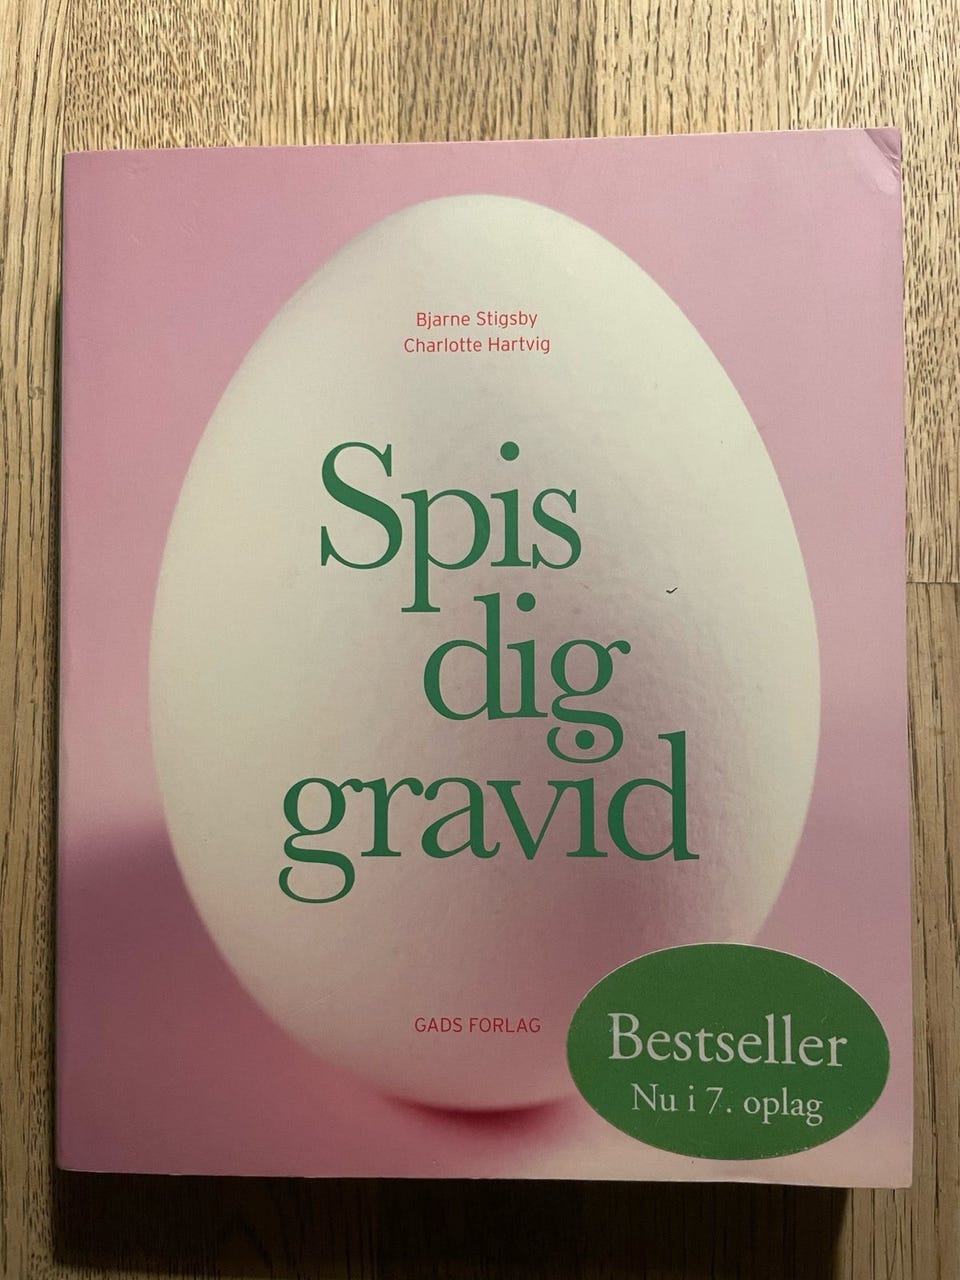 Bjarne Stigsby
Charlotte Hartvig
Spis
dig
gravid
GADS FORLAG
Bestseller
Nu i 7. oplag